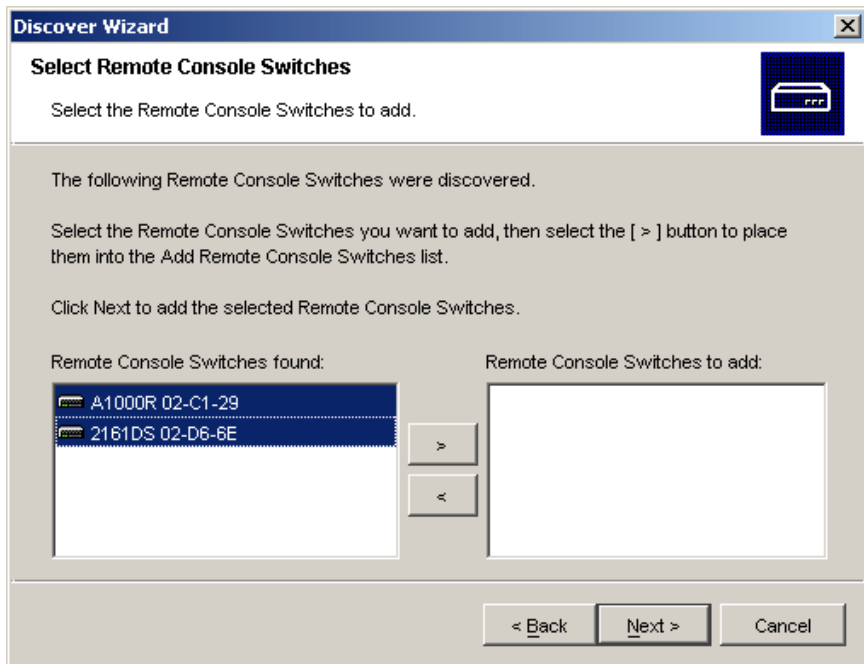 Discover Wizard
Select Remote Console Switches
Select the Remote Console Switches to add.
The following Remote Console Switches were discovered.
Select the Remote Console Switches you want to add, then select the [ > ] button to place
them into the Add Remote Console Switches list.
Click Next to add the selected Remote Console Switches.
Remote Console Switches found:
Remote Console Switches to add:
A1000R 02-C1-29
2161DS 02-D6-6E
>
<
< Back
Next >
Cancel